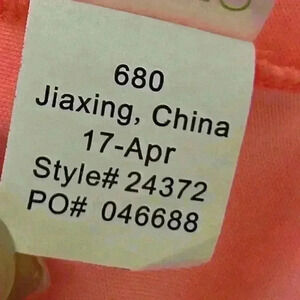 680
Jiaxing, China
17-Apr
Style# 24372
PO# 046688